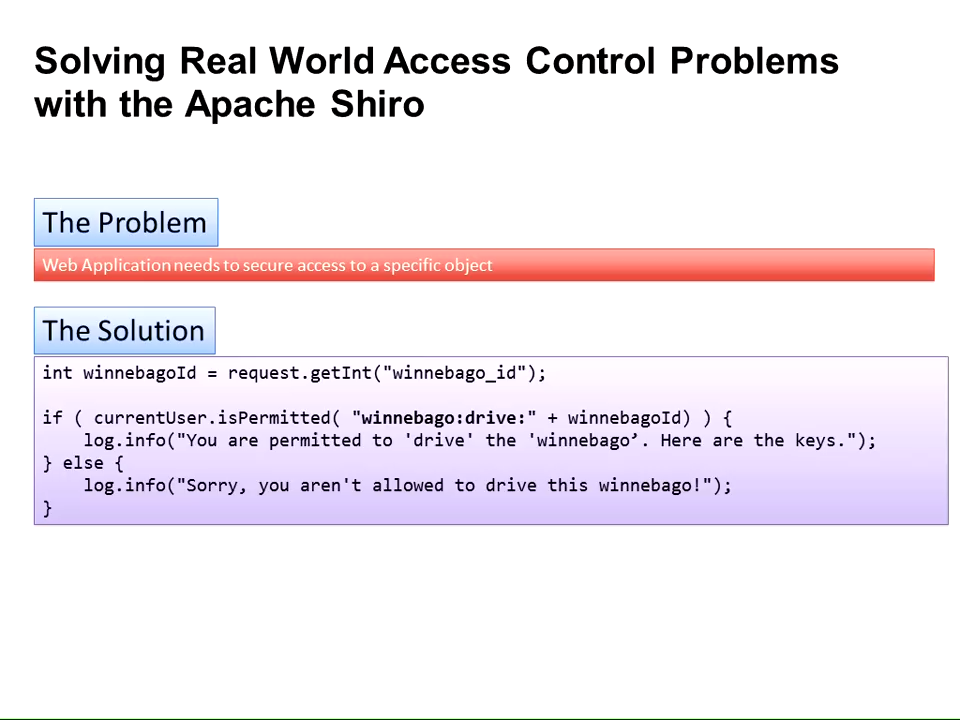 Solving Real World Access Control Problems
with the Apache Shiro
The Problem
Web Application needs to secure access to a specific object
The Solution
int winnebagoId = request.getInt("winnebago_id");
if ( currentUser.isPermitted( "winnebago:drive:" + winnebagoId) ) {
    log.info("You are permitted to 'drive' the 'winnebago’. Here are the keys.");
} else {
    log.info("Sorry, you aren't allowed to drive this winnebago!");
}